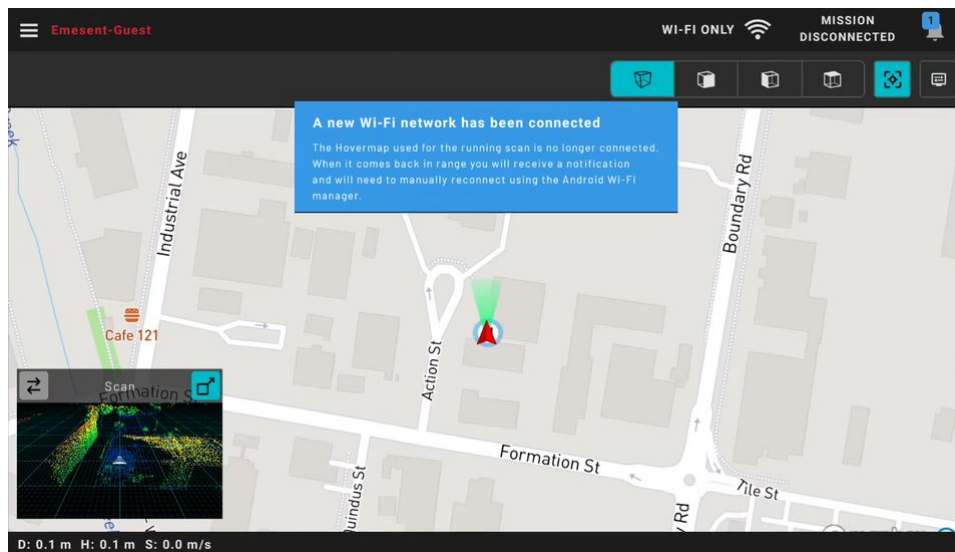 Emesent-Guest
WI-FI ONLY
MISSION
DISCONNECTED
1
A new Wi-Fi network has been connected
The Hovermap used for the running scan is no longer connected.
When it comes back in range you will receive a notification
and will need to manually reconnect using the Android Wi-Fi
manager.
Industrial Ave
Boundary Rd
Cafe 121
Action St
Scan
Formation S
Formation St
Tile St
Quindus St
Rd
D: 0.1 m H: 0.1 m S: 0.0 m/s